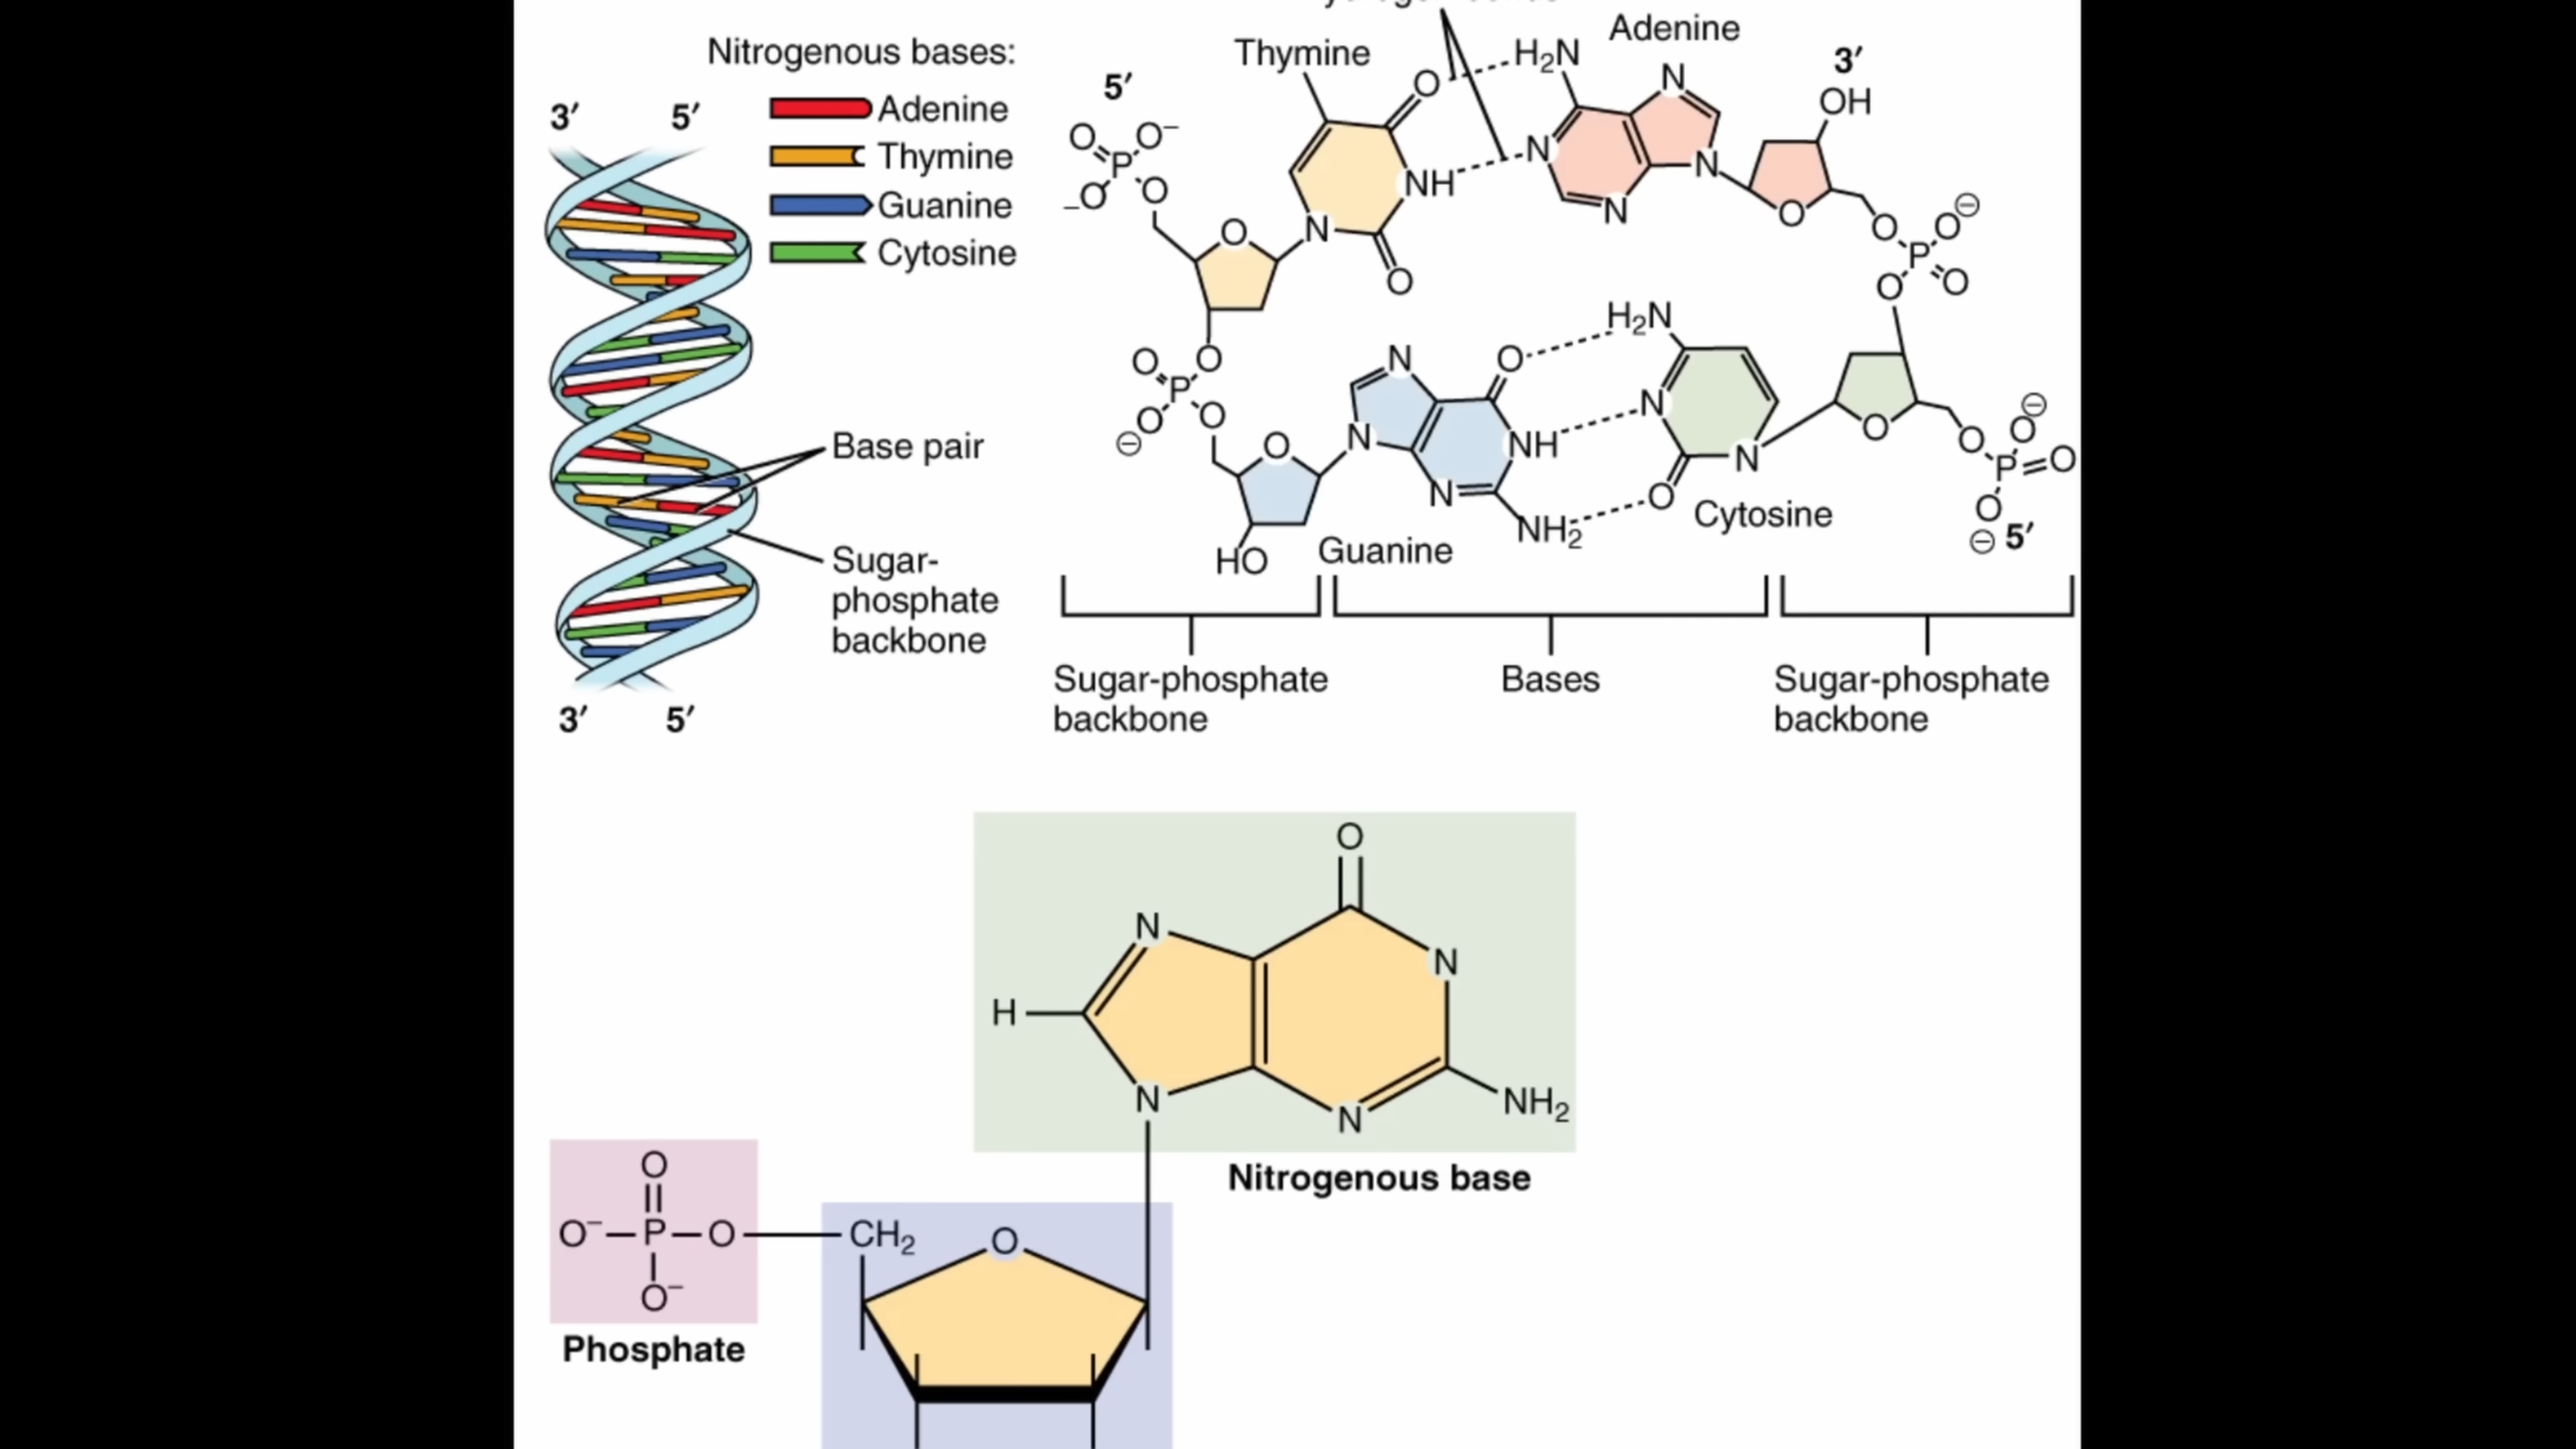 Nitrogenous bases:
Adenine
Thymine
Guanine
Cytosine
3′ 5′
Base pair
Sugar-
phosphate
backbone
3′ 5′
Thymine
Adenine
5′
3′
O
H₂N
N
OH
O O⁻
P
⁻O O
NH
N
N
N
N
O
O
O
O O⊖
P
O O
H₂N
O
O
P
⊖O O
N
O
N
O
N
NH
N
N
O
O
O⊖
P=O
O
⊖ 5′
N
NH₂
O
HO
Guanine
Cytosine
Sugar-phosphate
backbone
Bases
Sugar-phosphate
backbone
O
N
N
H
N
N
NH₂
Nitrogenous base
O
O⁻–P–O
O⁻
CH₂
O
Phosphate